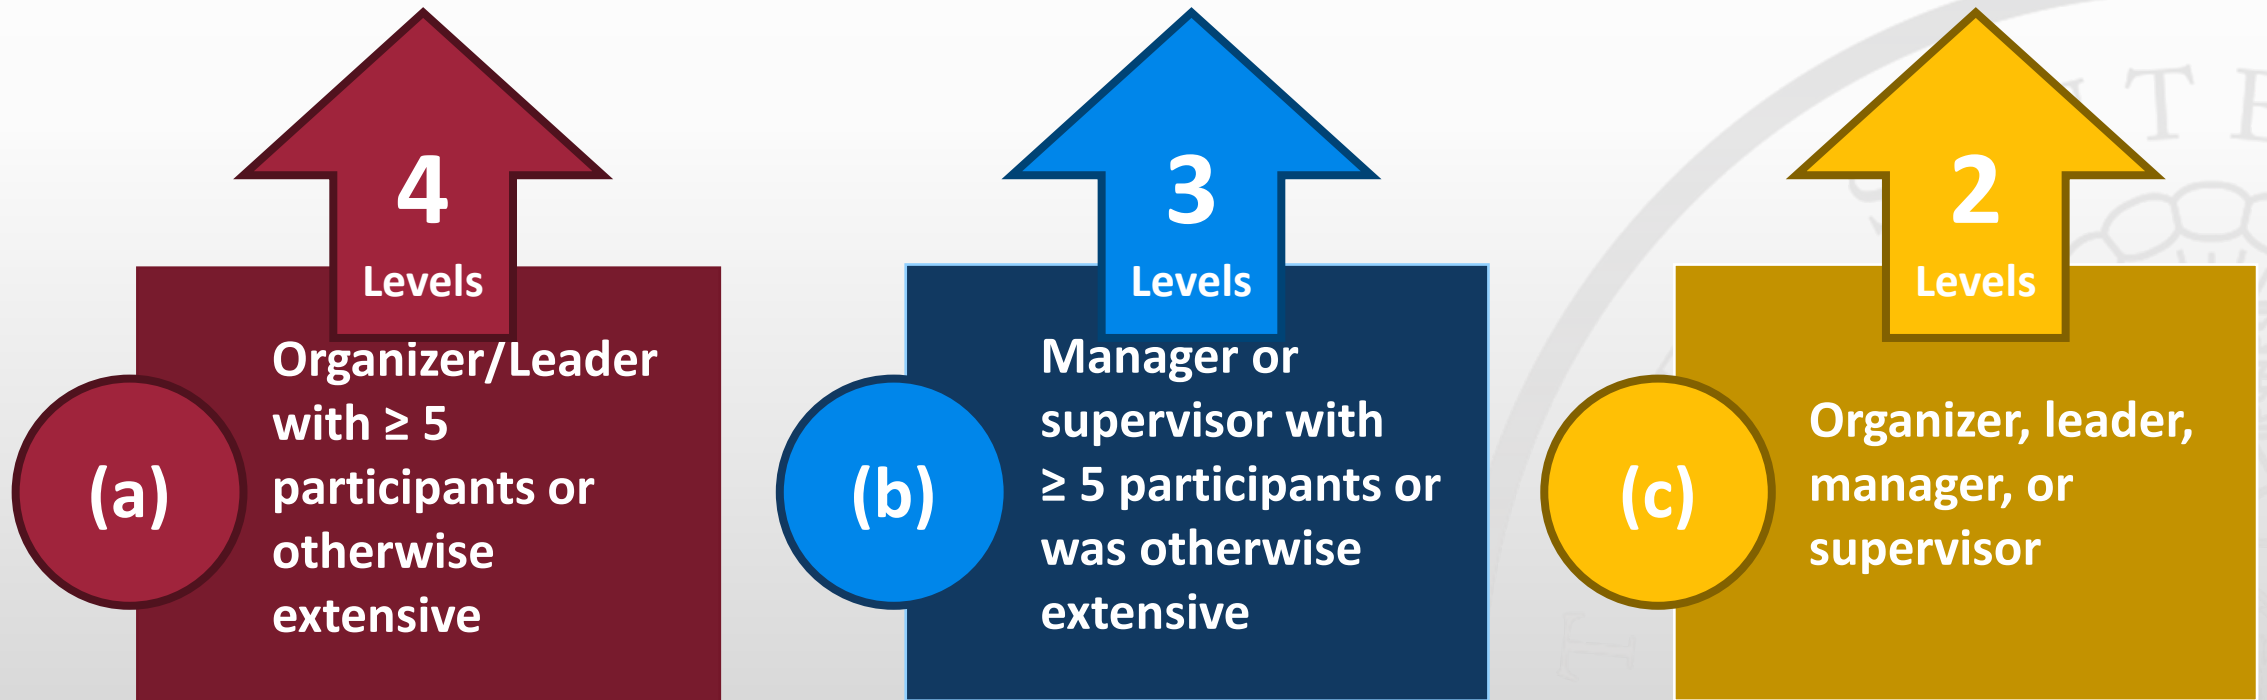 4
Levels
(a)
Organizer/Leader
with ≥ 5
participants or
otherwise
extensive
3
Levels
(b)
Manager or
supervisor with
≥ 5 participants or
was otherwise
extensive
2
Levels
(c)
Organizer, leader,
manager, or
supervisor